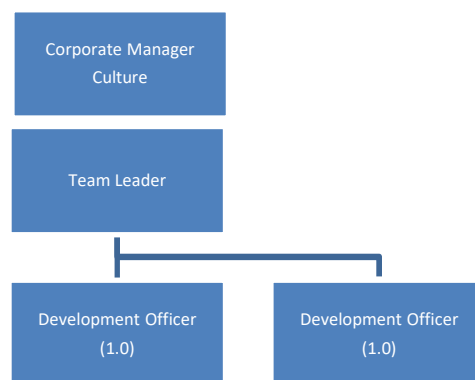 Corporate Manager
Culture
Team Leader
Development Officer
(1.0)
Development Officer
(1.0)